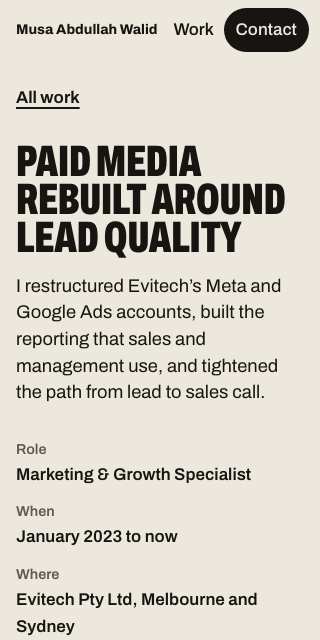 Musa Abdullah Walid Work Contact
All work
PAID MEDIA
REBUILT AROUND
LEAD QUALITY
I restructured Evitech’s Meta and
Google Ads accounts, built the
reporting that sales and
management use, and tightened
the path from lead to sales call.
Role
Marketing & Growth Specialist
When
January 2023 to now
Where
Evitech Pty Ltd, Melbourne and
Sydney